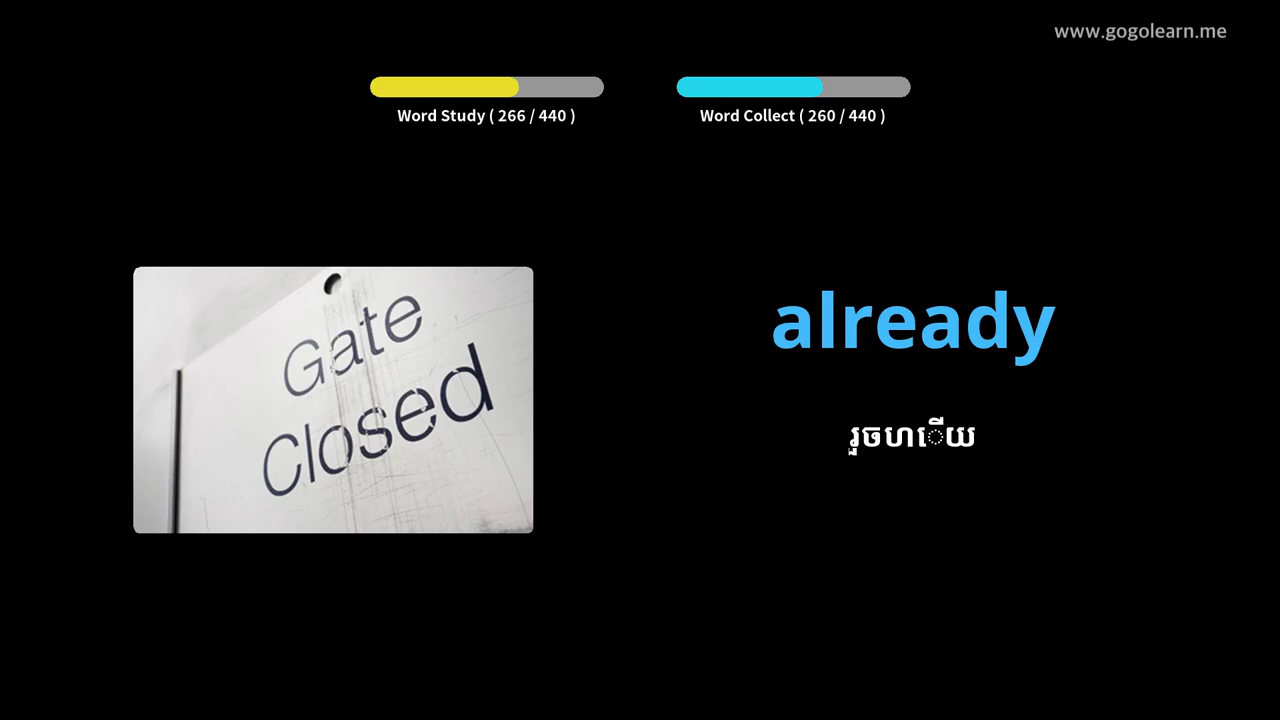 www.gogolearn.me
Word Study ( 266 / 440 )
Word Collect ( 260 / 440 )
Gate
Closed
already
រួចហើយ